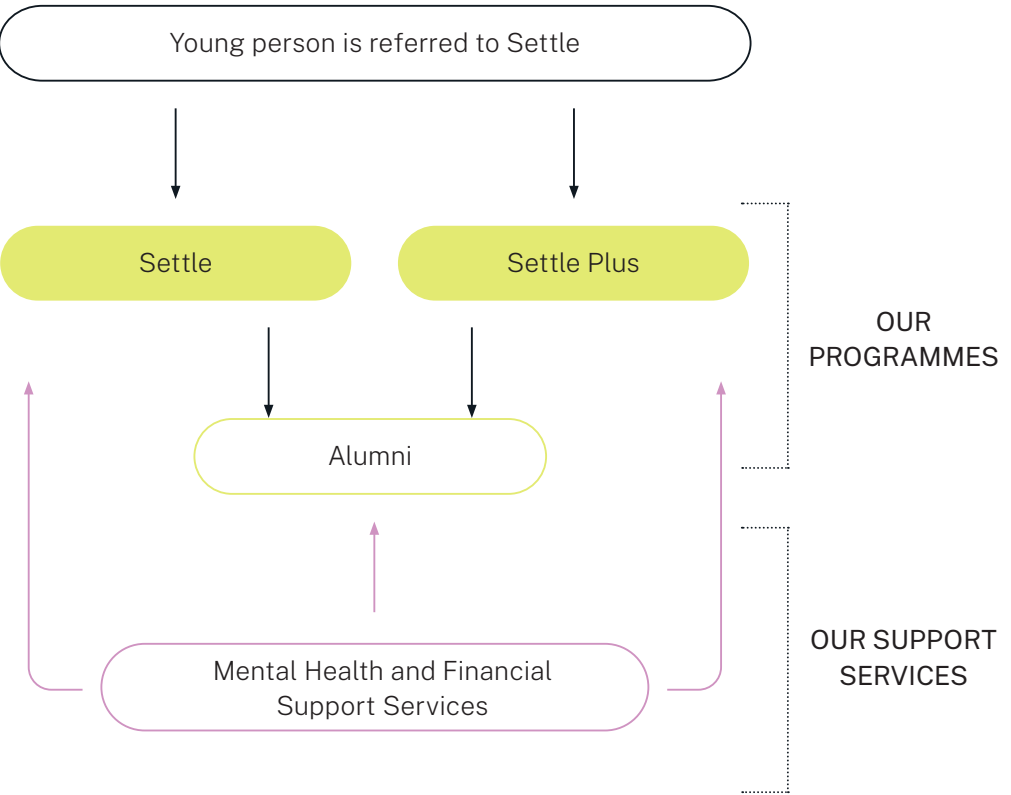 Young person is referred to Settle
Settle
Settle Plus
OUR
PROGRAMMES
Alumni
OUR SUPPORT
SERVICES
Mental Health and Financial
Support Services